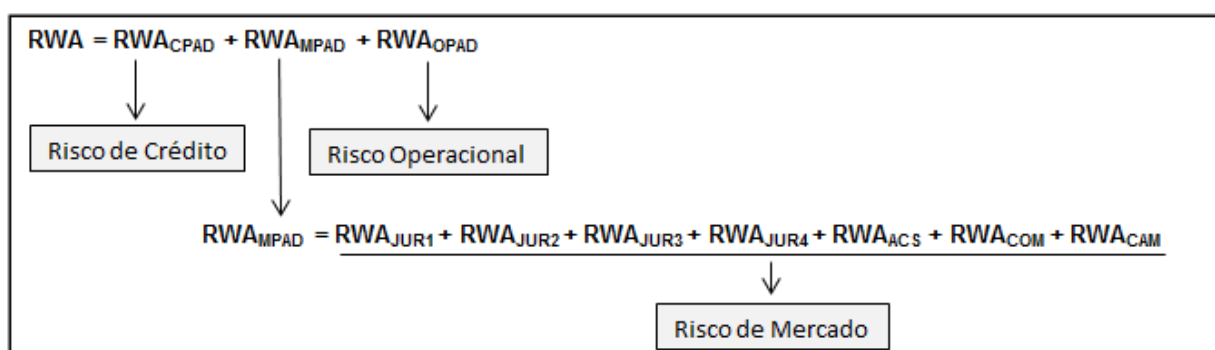 RWA = RWACPAD + RWAMPAD + RWAOPAD
Risco de Crédito
Risco Operacional
RWAMPAD = RWAJUR1 + RWAJUR2 + RWAJUR3 + RWAJUR4 + RWAACS + RWACOM + RWACAM
Risco de Mercado